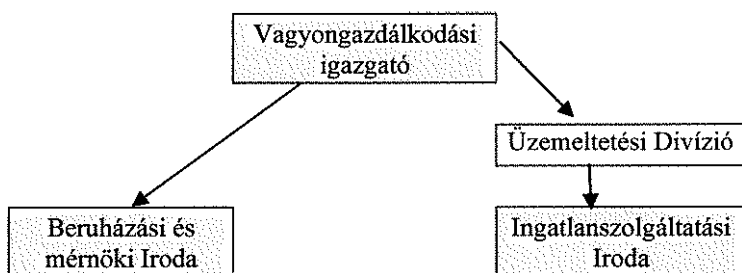 Vagyongazdálkodási
igazgató
Üzemeltetési Divízió
Beruházási és
mérnöki Iroda
Ingatlanszolgáltatási
Iroda